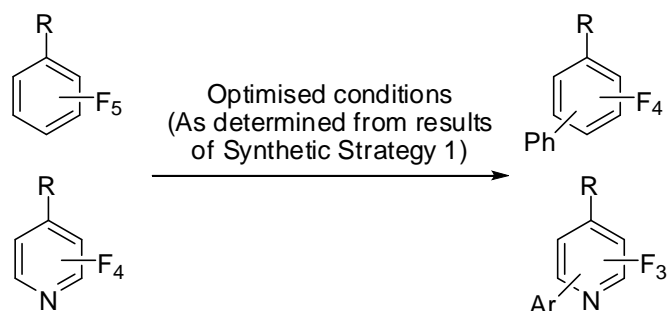 R
F5
R
F4
N
Optimised conditions
(As determined from results
of Synthetic Strategy 1)
R
F4
Ph
R
F3
Ar
N